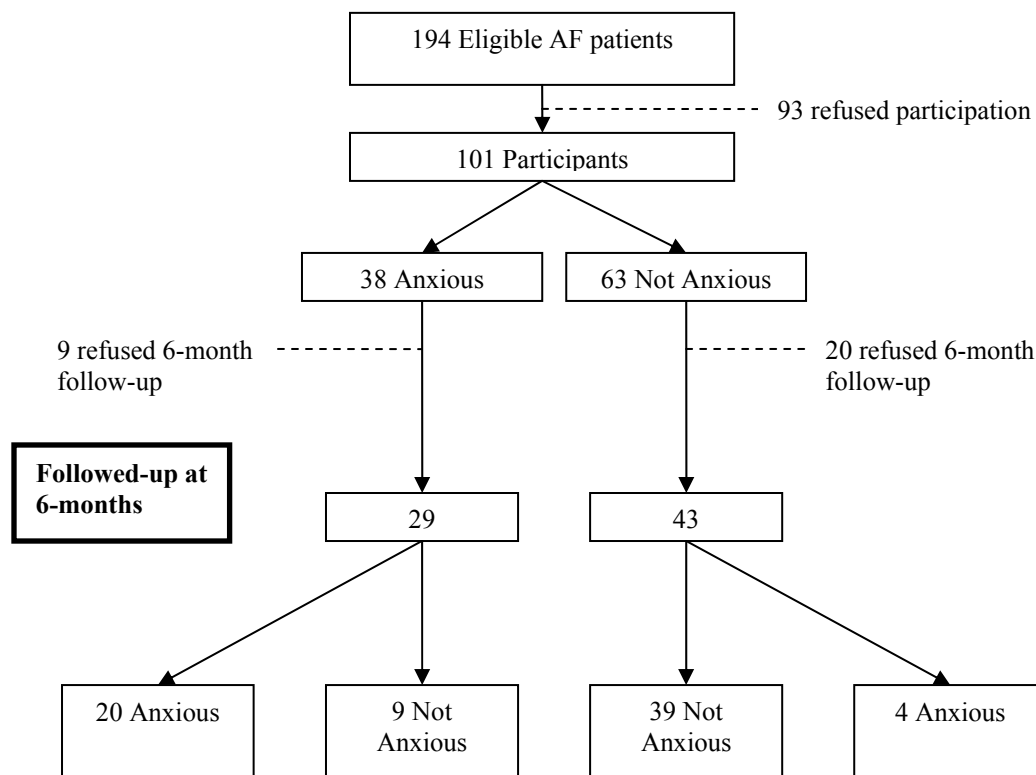 194 Eligible AF patients
93 refused participation
101 Participants
38 Anxious
63 Not Anxious
9 refused 6-month
follow-up
20 refused 6-month
follow-up
Followed-up at
6-months
29
43
20 Anxious
9 Not
Anxious
39 Not
Anxious
4 Anxious